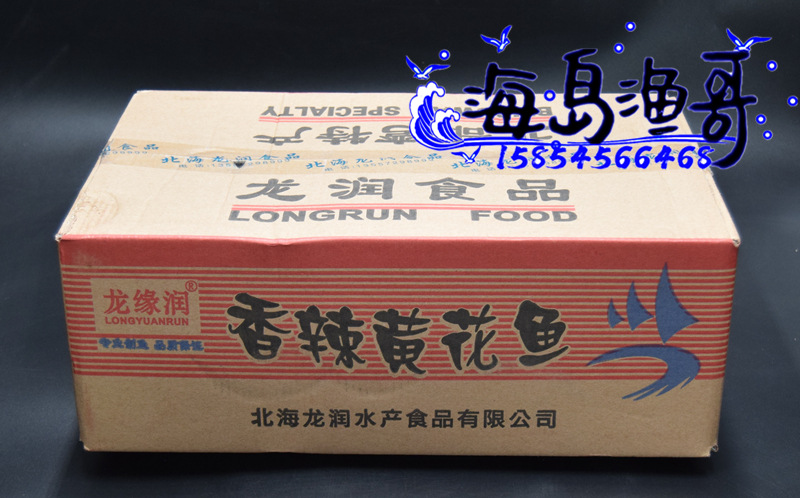 海岛渔哥
15854566468
SPECIALTY
特产
北海龙润食品
龙润食品
LONGRUN FOOD
龙缘润®
LONGYUANRUN
香辣黄花鱼
北海龙润水产食品有限公司